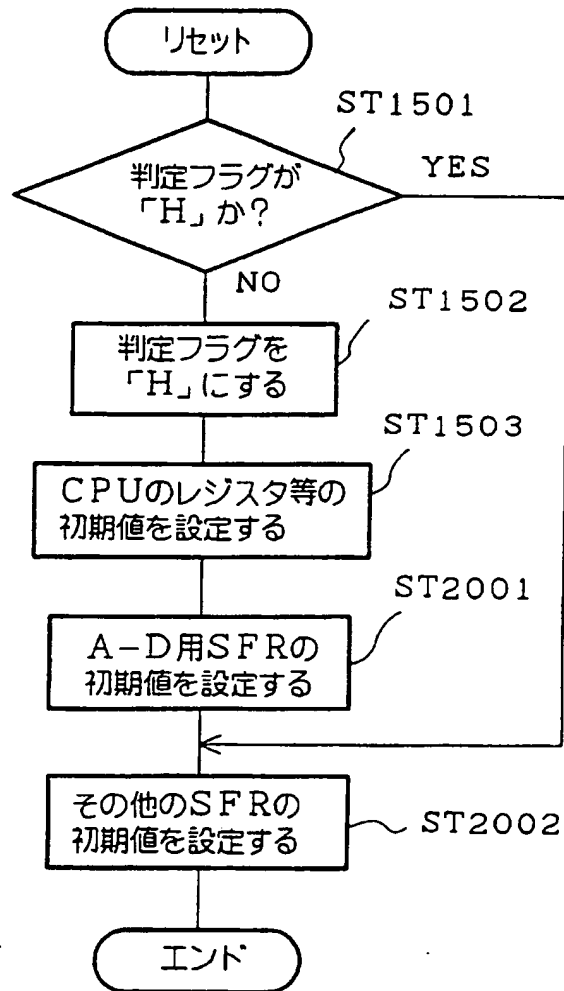 リセット
ST1501
判定フラグが
「H」か?
YES
NO
ST1502
判定フラグを
「H」にする
ST1503
CPUのレジスタ等の
初期値を設定する
ST2001
A-D用SFRの
初期値を設定する
その他のSFRの
初期値を設定する
ST2002
エンド